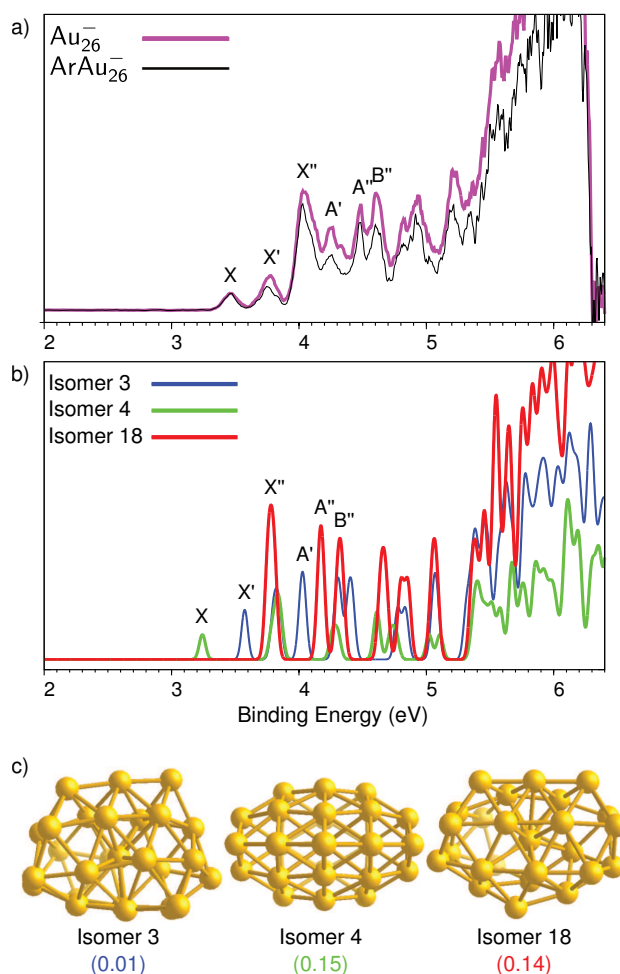 a)
Au₂₆⁻
ArAu₂₆⁻
X X' X" A' A" B"
2 3 4 5 6
b)
Isomer 3
Isomer 4
Isomer 18
X X' X" A' A" B"
2 3 4 5 6
Binding Energy (eV)
c)
Isomer 3 Isomer 4 Isomer 18
(0.01) (0.15) (0.14)